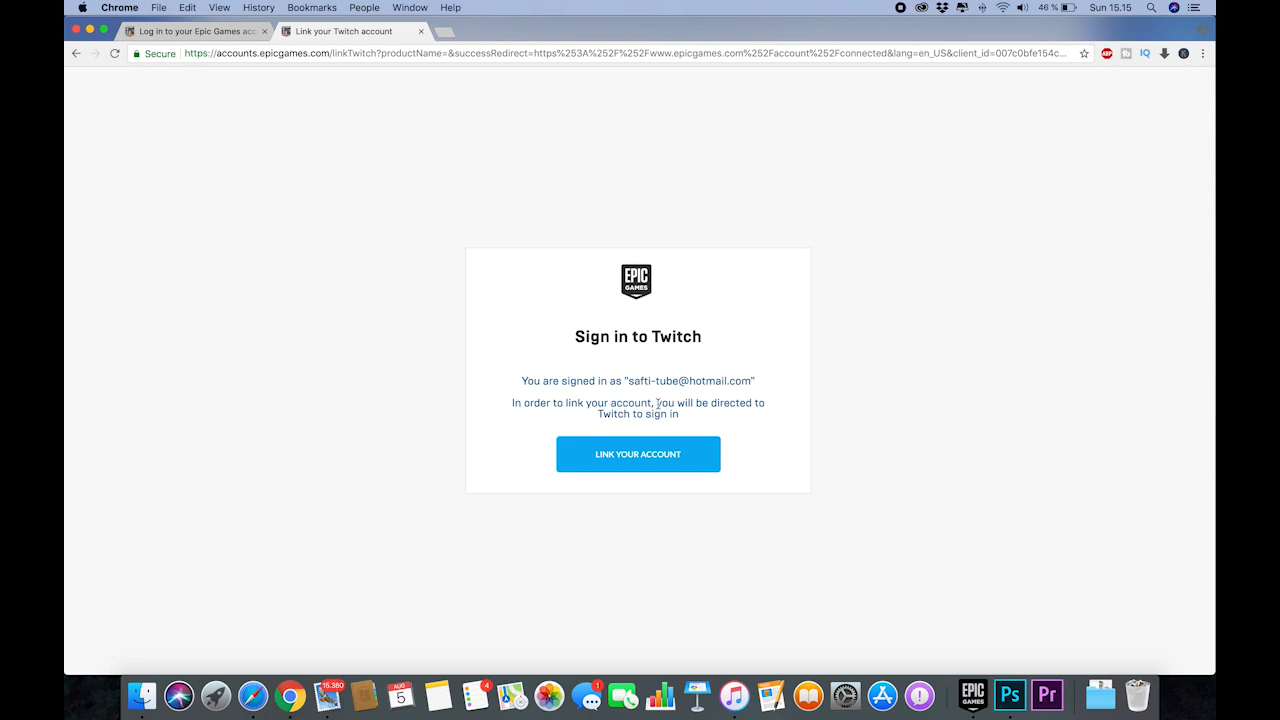 Chrome File Edit View History Bookmarks People Window Help 46 % Sun 15.15
Log in to your Epic Games acc Link your Twitch account
Secure https://accounts.epicgames.com/linkTwitch?productName=&successRedirect=https%253A%252F%252Fwww.epicgames.com%252Faccount%252Fconnected&lang=en_US&client_id=007c0bfe154c... ABP IQ
EPIC
GAMES
Sign in to Twitch
You are signed in as "safti-tube@hotmail.com"
In order to link your account, you will be directed to
Twitch to sign in
LINK YOUR ACCOUNT
16.380 AUG 5 4 1 EPIC GAMES Ps Pr